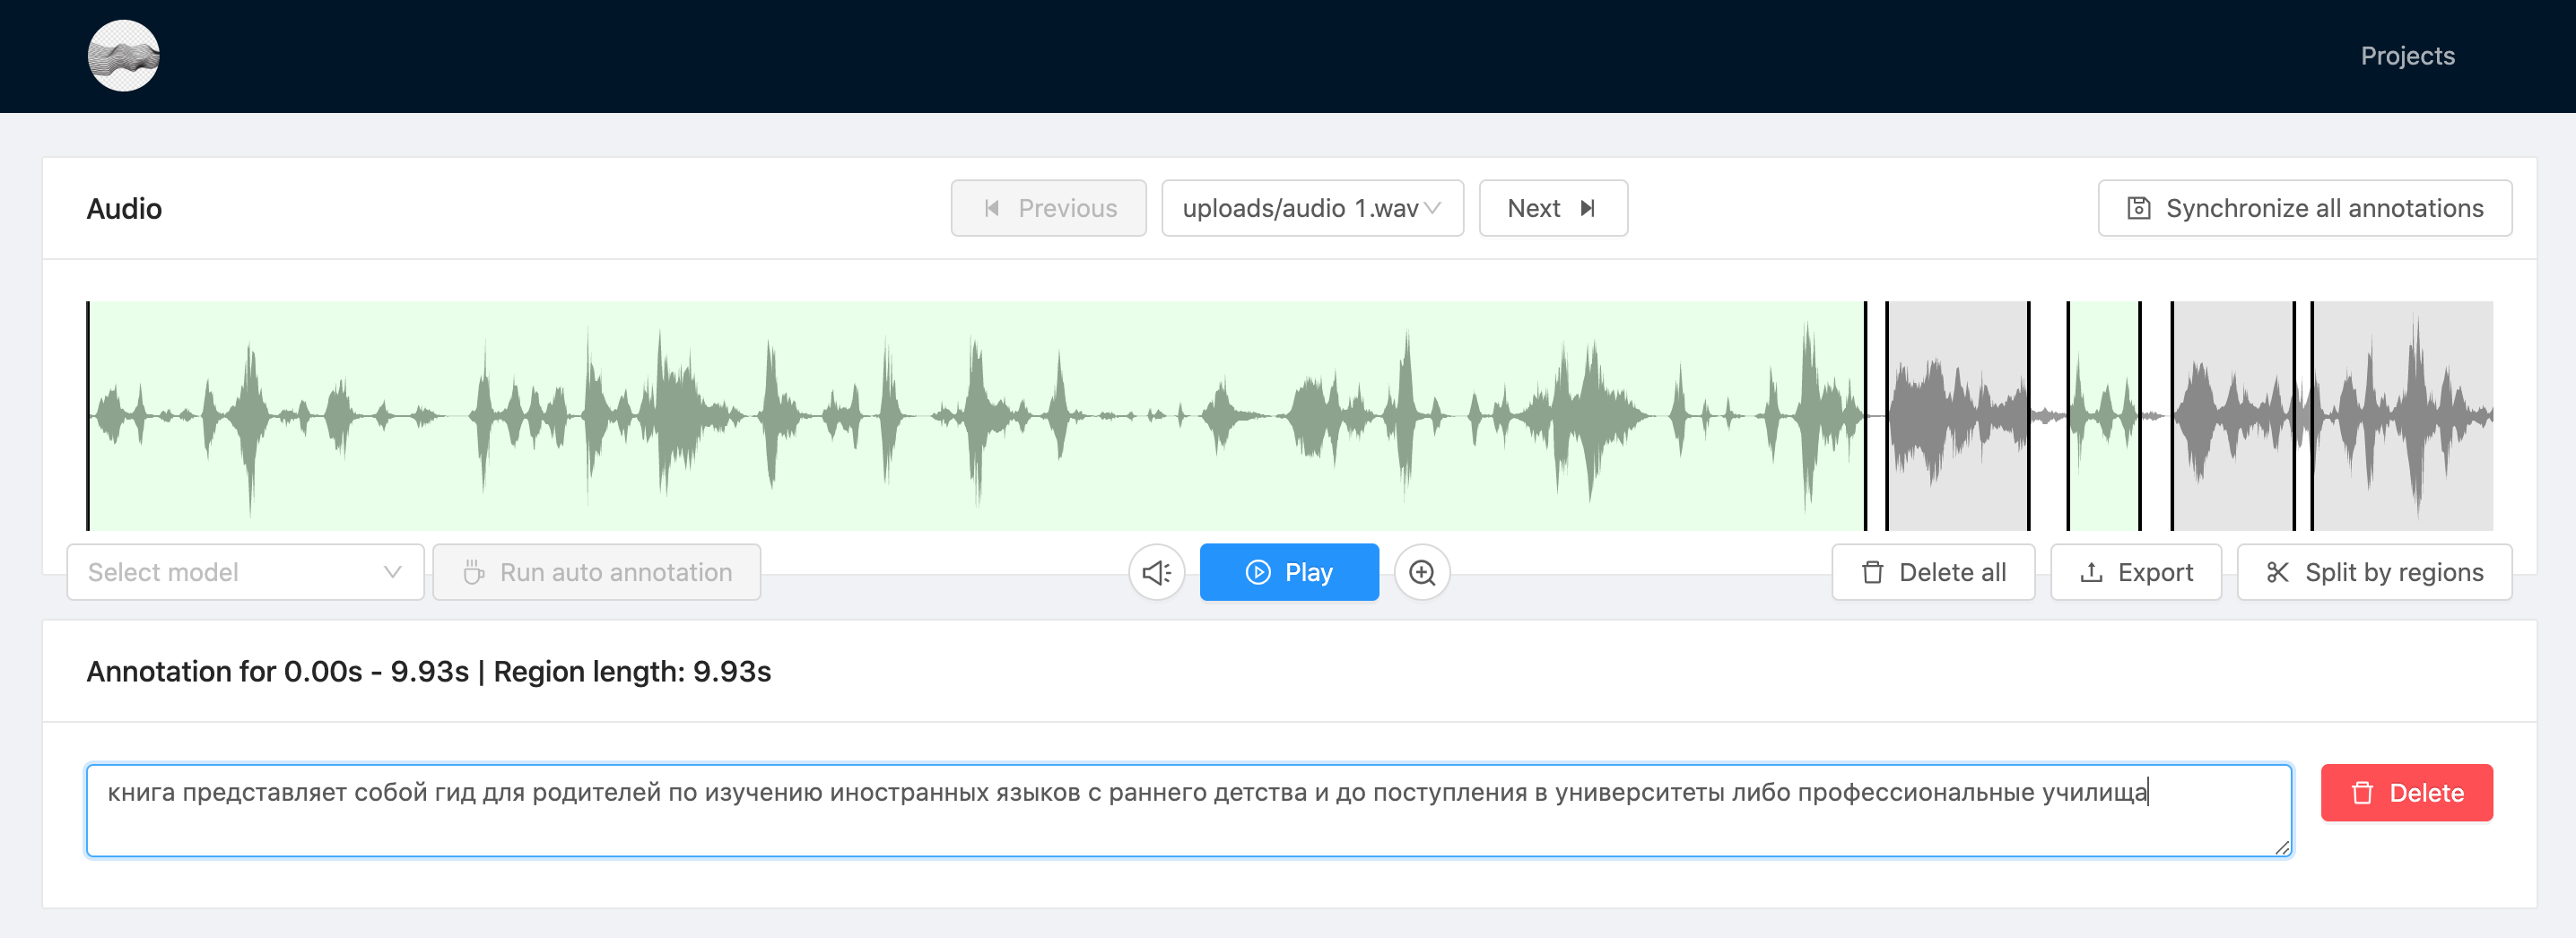 Projects
Audio
Previous
uploads/audio 1.wav
Next
Synchronize all annotations
Select model
Run auto annotation
Play
Delete all
Export
Split by regions
Annotation for 0.00s - 9.93s | Region length: 9.93s
книга представляет собой гид для родителей по изучению иностранных языков с раннего детства и до поступления в университеты либо профессиональные училища
Delete